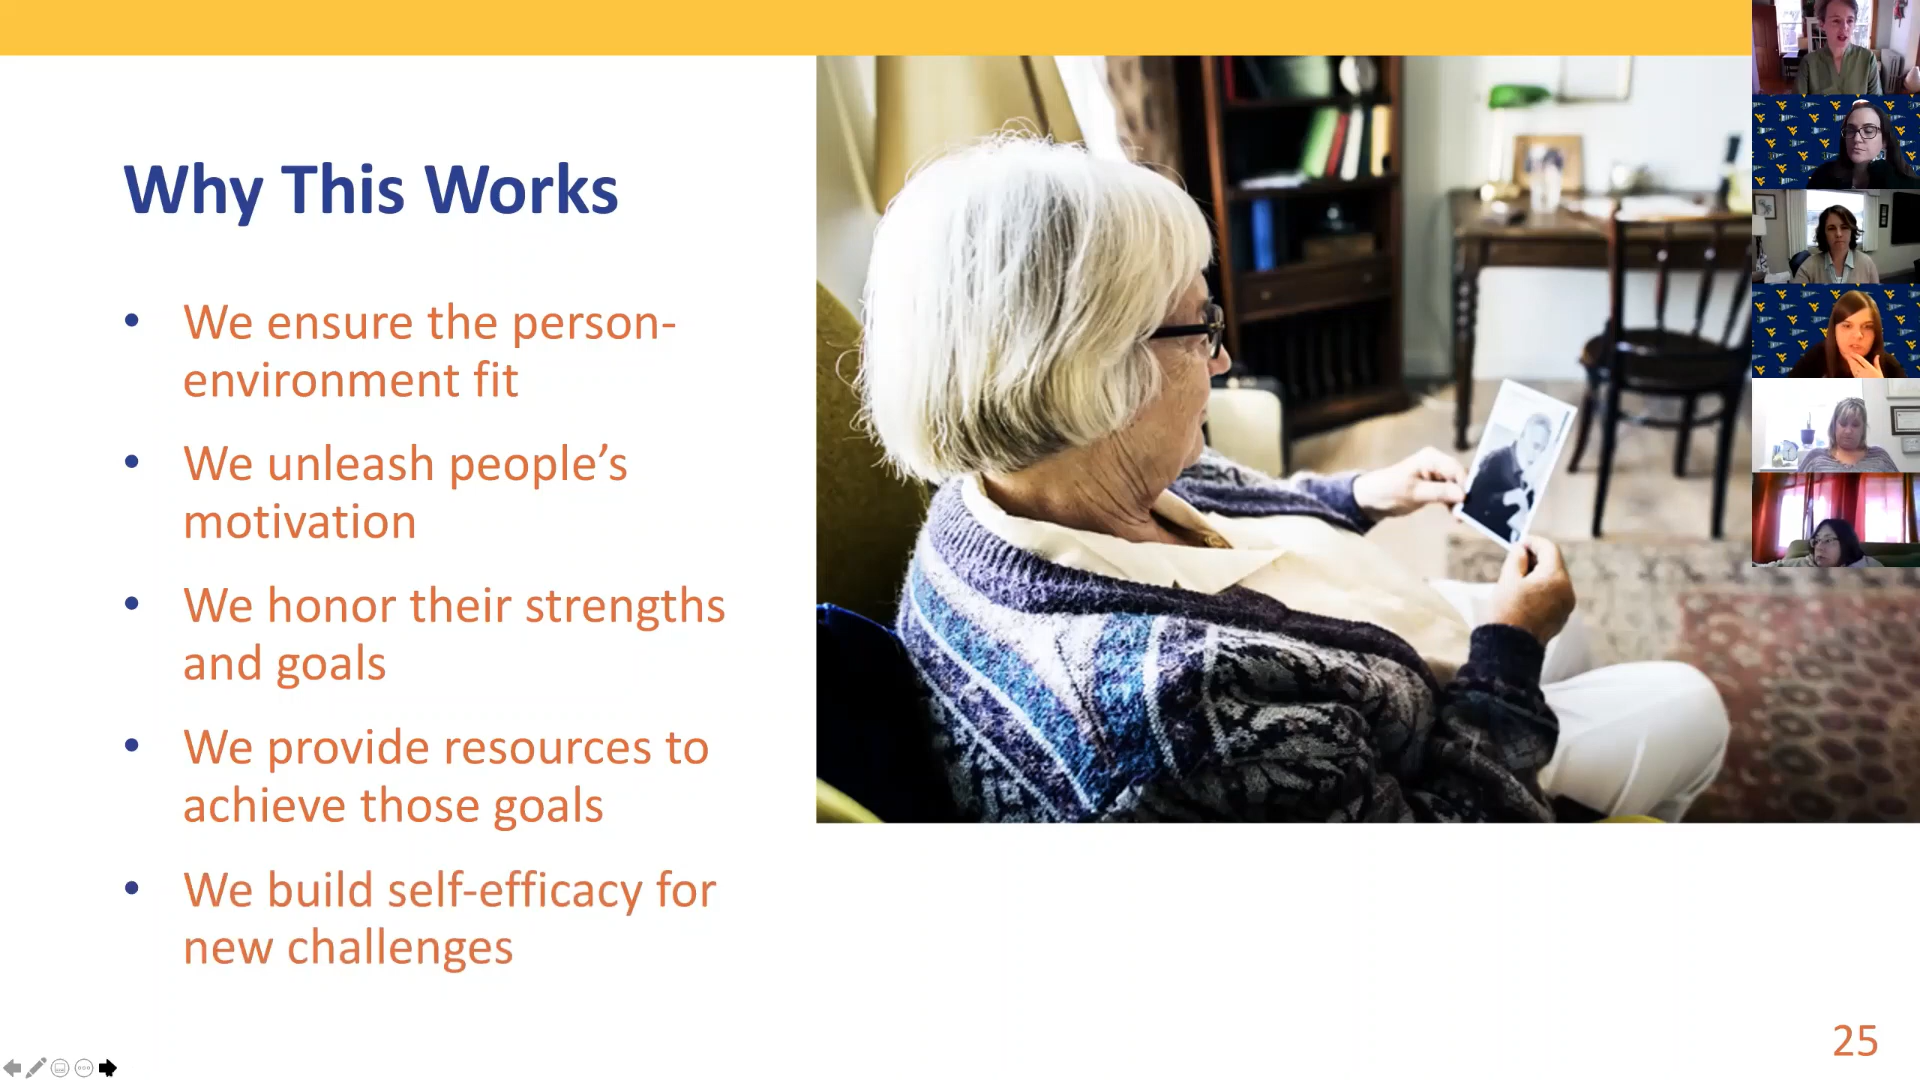 Why This Works
• We ensure the person-
environment fit
• We unleash people’s
motivation
• We honor their strengths
and goals
• We provide resources to
achieve those goals
• We build self-efficacy for
new challenges
25